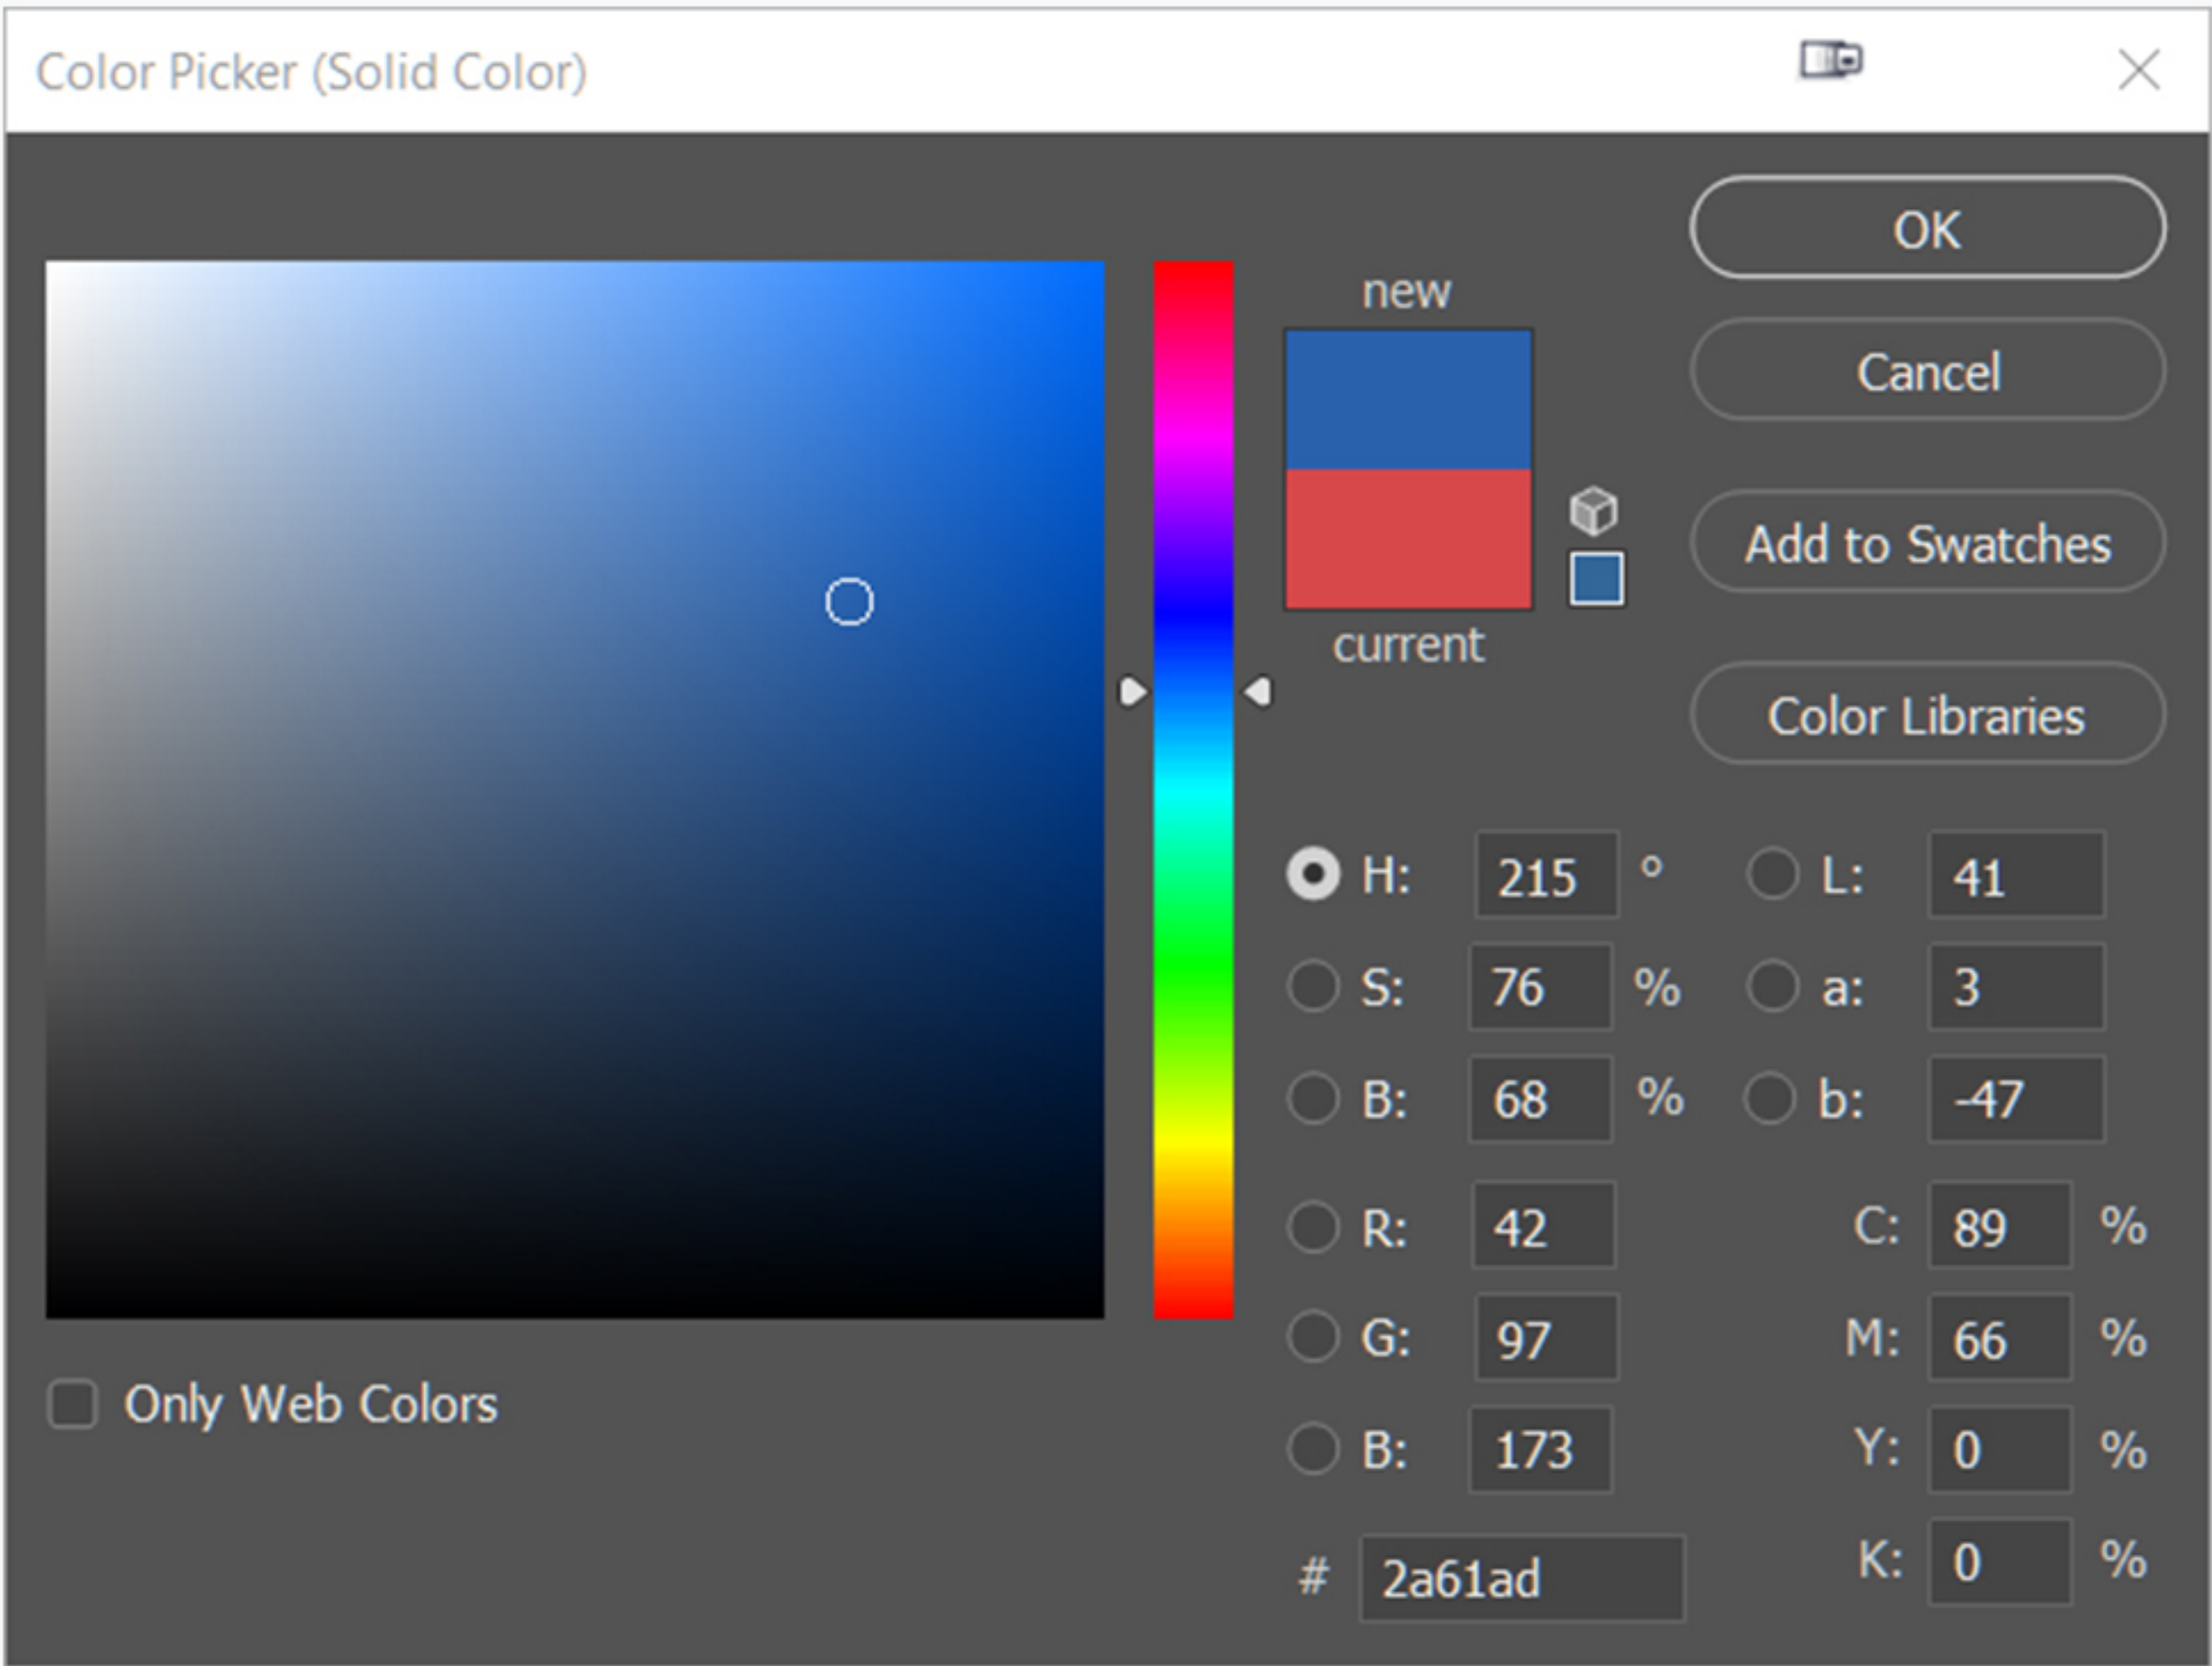 Color Picker (Solid Color)
OK
new
Cancel
Add to Swatches
current
Color Libraries
H: 215 °
L: 41
S: 76 %
a: 3
B: 68 %
b: -47
R: 42
C: 89 %
G: 97
M: 66 %
Only Web Colors
B: 173
Y: 0 %
# 2a61ad
K: 0 %